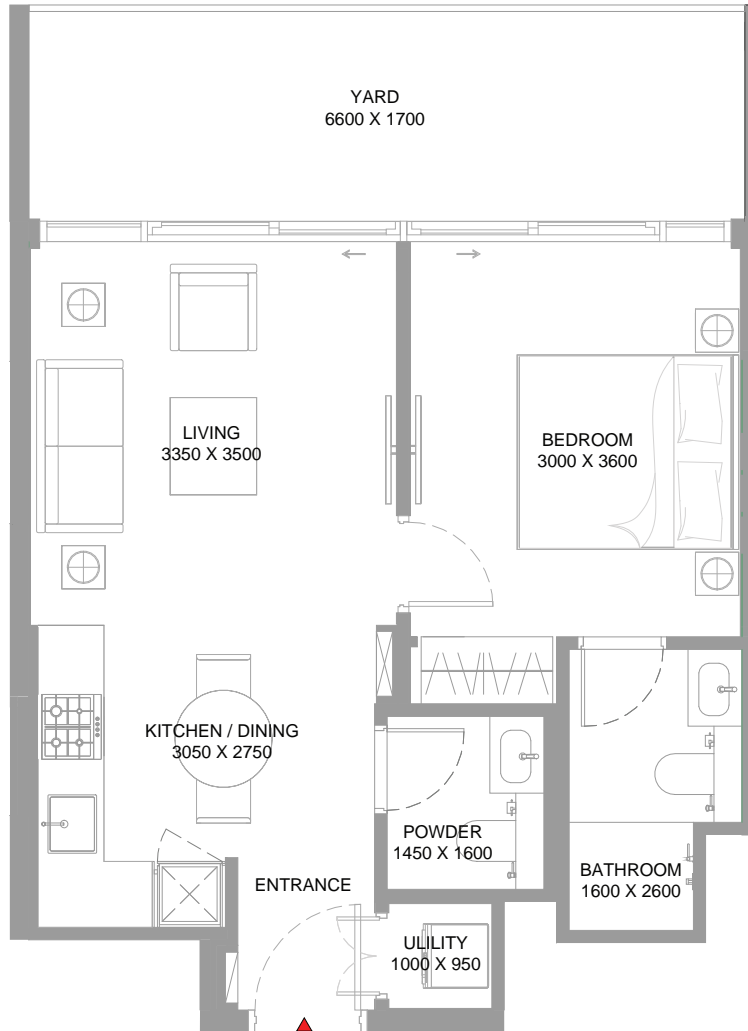 YARD
6600 X 1700
LIVING
3350 X 3500
BEDROOM
3000 X 3600
KITCHEN / DINING
3050 X 2750
POWDER
1450 X 1600
BATHROOM
1600 X 2600
ENTRANCE
ULILITY
1000 X 950